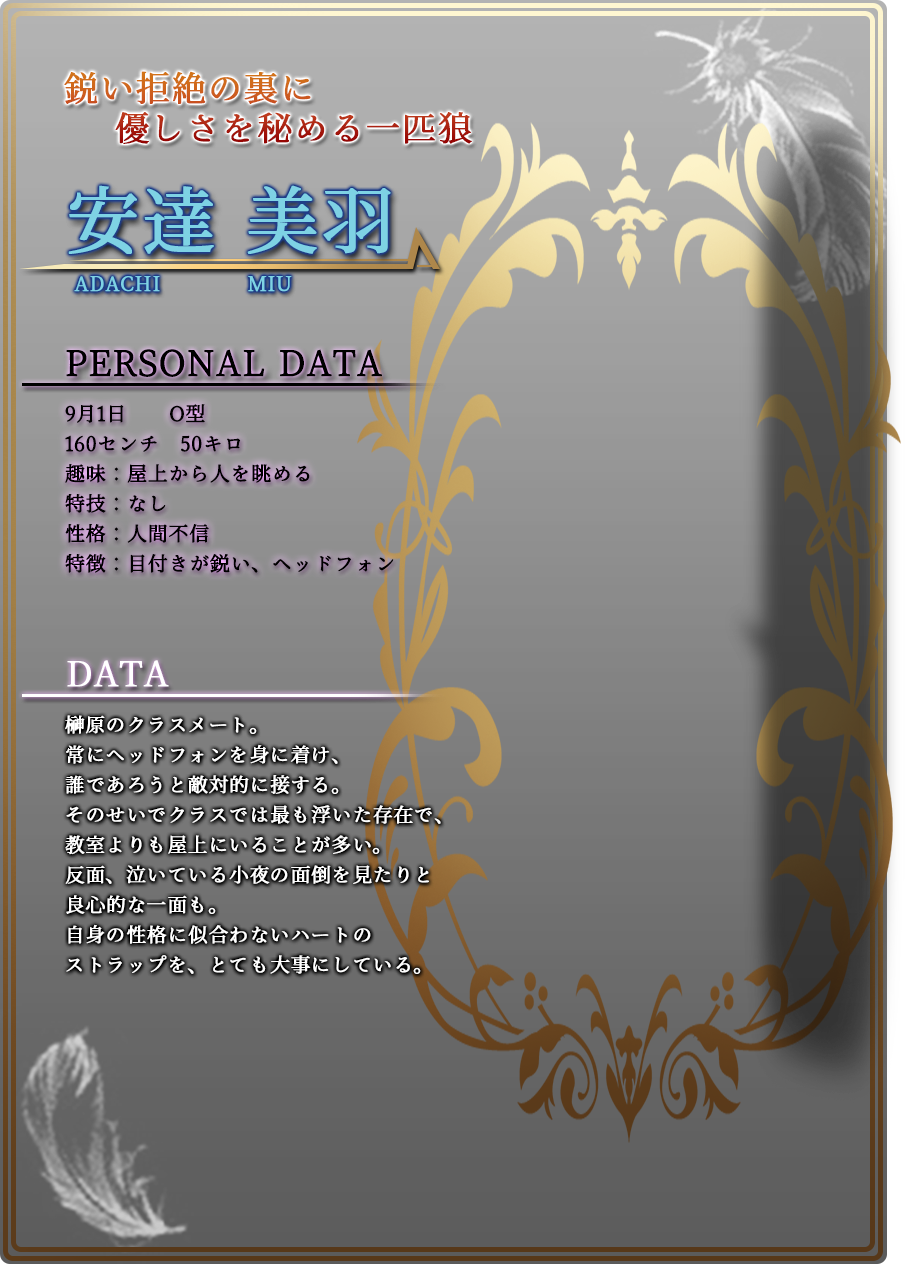 鋭い拒絶の裏に
優しさを秘める一匹狼
安達 美羽
ADACHI MIU
PERSONAL DATA
9月1日　　O型
160センチ　50キロ
趣味：屋上から人を眺める
特技：なし
性格：人間不信
特徴：目付きが鋭い、ヘッドフォン
DATA
榊原のクラスメート。
常にヘッドフォンを身に着け、
誰であろうと敵対的に接する。
そのせいでクラスでは最も浮いた存在で、
教室よりも屋上にいることが多い。
反面、泣いている小夜の面倒を見たりと
良心的な一面も。
自身の性格に似合わないハートの
ストラップを、とても大事にしている。